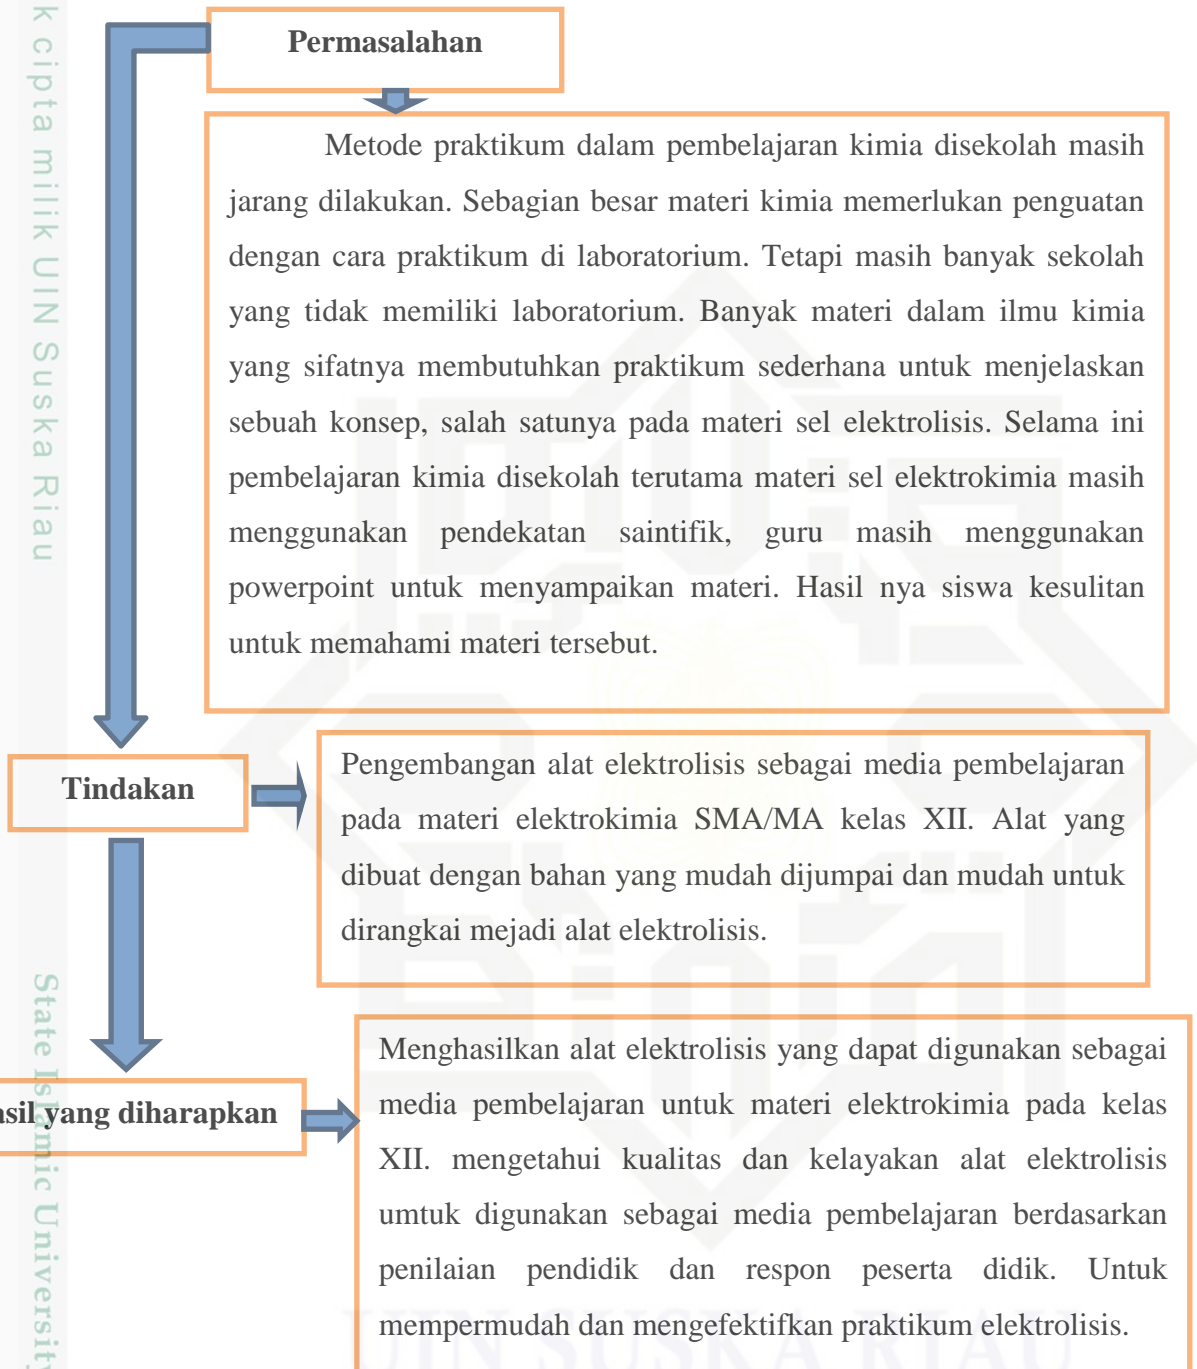 k cipta milik UIN Suska Riau
Permasalahan
Metode praktikum dalam pembelajaran kimia disekolah masih
jarang dilakukan. Sebagian besar materi kimia memerlukan penguatan
dengan cara praktikum di laboratorium. Tetapi masih banyak sekolah
yang tidak memiliki laboratorium. Banyak materi dalam ilmu kimia
yang sifatnya membutuhkan praktikum sederhana untuk menjelaskan
sebuah konsep, salah satunya pada materi sel elektrolisis. Selama ini
pembelajaran kimia disekolah terutama materi sel elektrokimia masih
menggunakan pendekatan saintifik, guru masih menggunakan
powerpoint untuk menyampaikan materi. Hasil nya siswa kesulitan
untuk memahami materi tersebut.
Tindakan
Pengembangan alat elektrolisis sebagai media pembelajaran
pada materi elektrokimia SMA/MA kelas XII. Alat yang
dibuat dengan bahan yang mudah dijumpai dan mudah untuk
dirangkai mejadi alat elektrolisis.
asil yang diharapkan
Menghasilkan alat elektrolisis yang dapat digunakan sebagai
media pembelajaran untuk materi elektrokimia pada kelas
XII. mengetahui kualitas dan kelayakan alat elektrolisis
umtuk digunakan sebagai media pembelajaran berdasarkan
penilaian pendidik dan respon peserta didik. Untuk
mempermudah dan mengefektifkan praktikum elektrolisis.
State Islamic University
UIN SUSKA RIAU